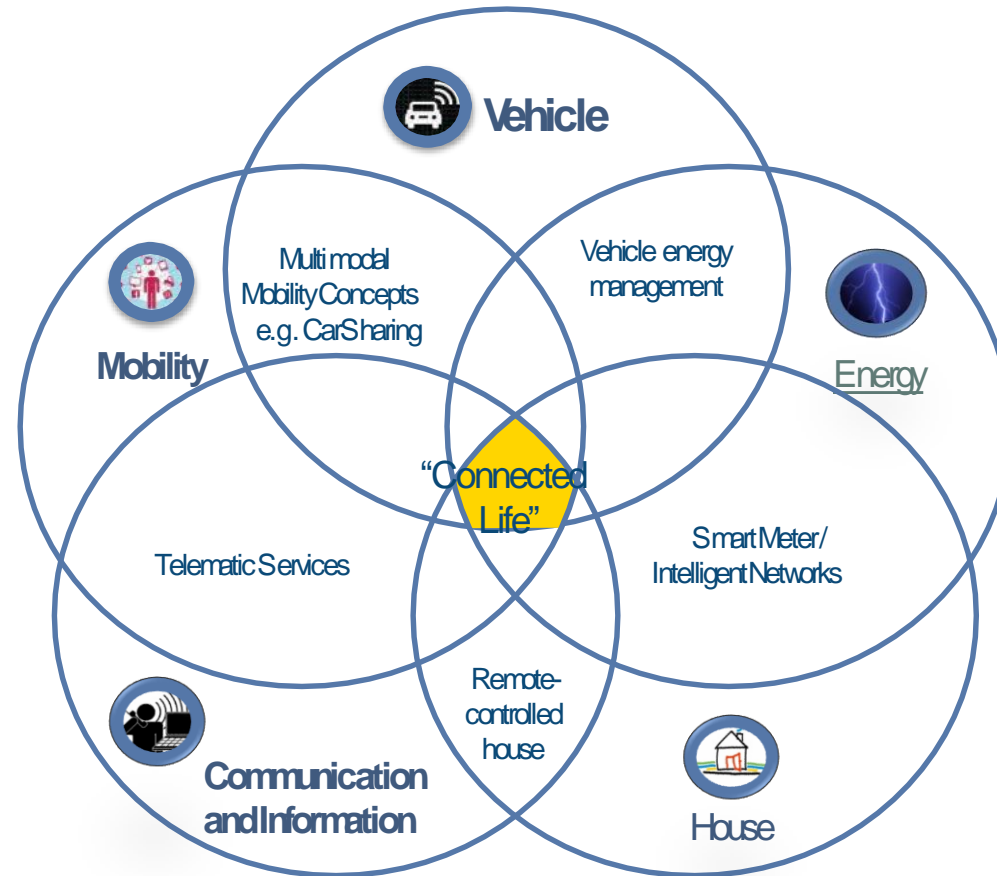 Vehicle
Multi modal
Mobility Concepts
e.g. CarSharing
Vehicle energy
management
Mobility
Energy
“Connected
Life”
Telematic Services
Smart Meter /
Intelligent Networks
Remote-
controlled
house
Communication
and Information
House